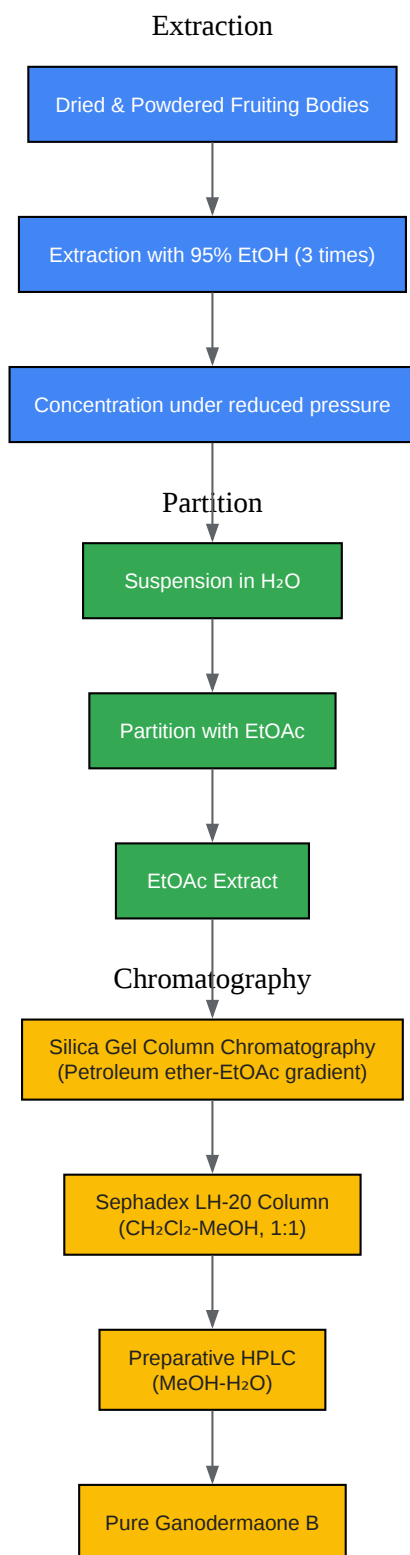 Extraction
Dried & Powdered Fruiting Bodies
Extraction with 95% EtOH (3 times)
Concentration under reduced pressure
Partition
Suspension in H₂O
Partition with EtOAc
EtOAc Extract
Chromatography
Silica Gel Column Chromatography
(Petroleum ether-EtOAc gradient)
Sephadex LH-20 Column
(CH₂Cl₂-MeOH, 1:1)
Preparative HPLC
(MeOH-H₂O)
Pure Ganodermaone B